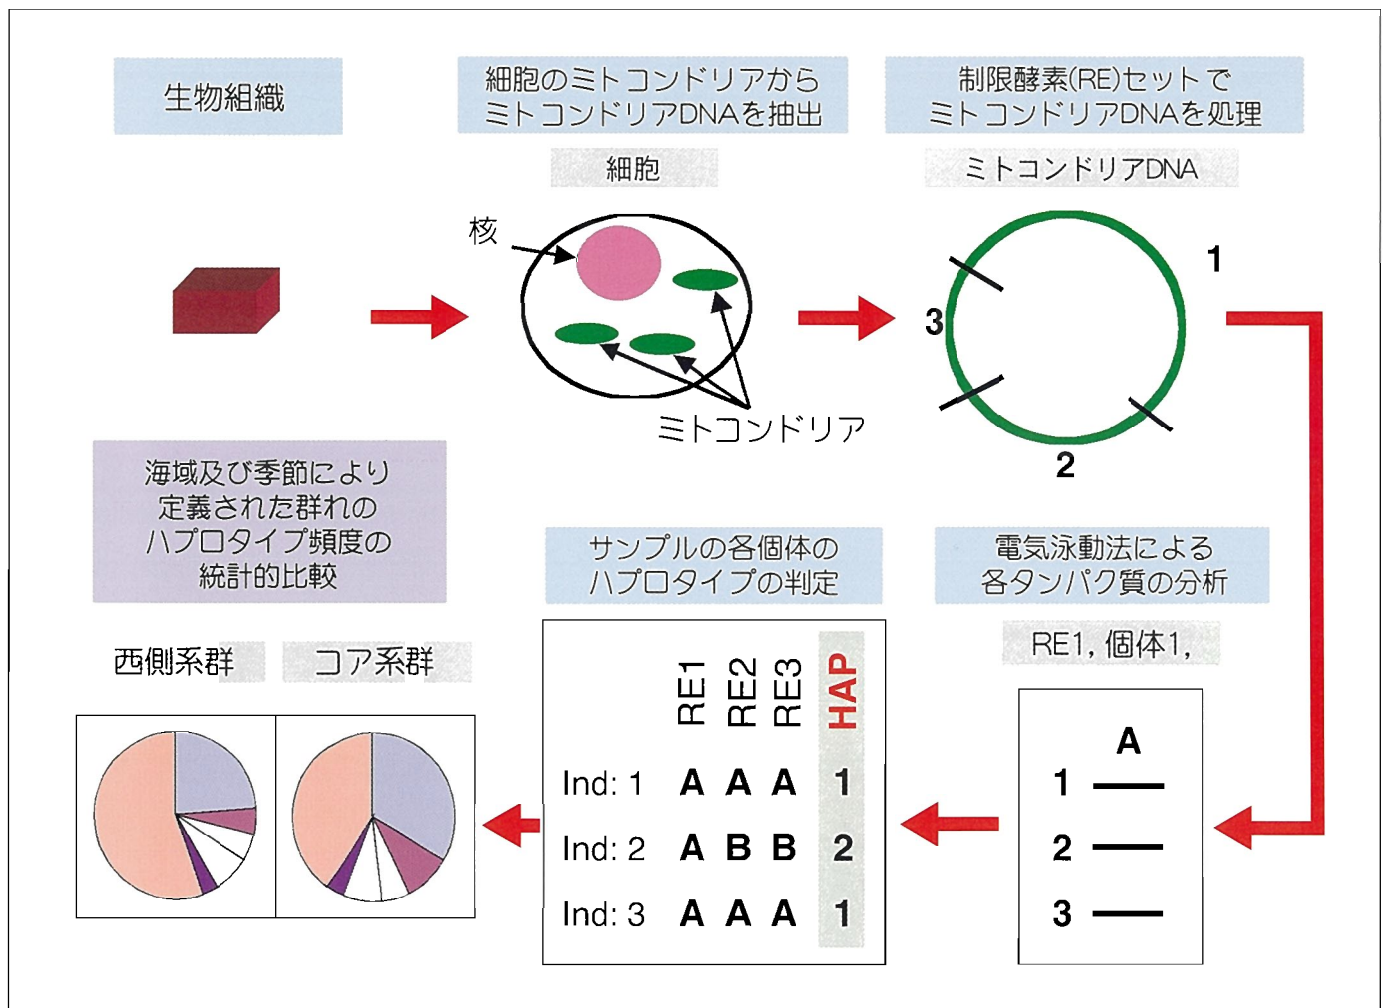 生物組織
細胞のミトコンドリアから
ミトコンドリアDNAを抽出
細胞
核
ミトコンドリア
制限酵素(RE)セットで
ミトコンドリアDNAを処理
ミトコンドリアDNA
1
3
2
電気泳動法による
各タンパク質の分析
RE1, 個体1,
A
1
2
3
サンプルの各個体の
ハプロタイプの判定
RE1 RE2 RE3 HAP
Ind: 1 A A A 1
Ind: 2 A B B 2
Ind: 3 A A A 1
海域及び季節により
定義された群れの
ハプロタイプ頻度の
統計的比較
西側系群 コア系群